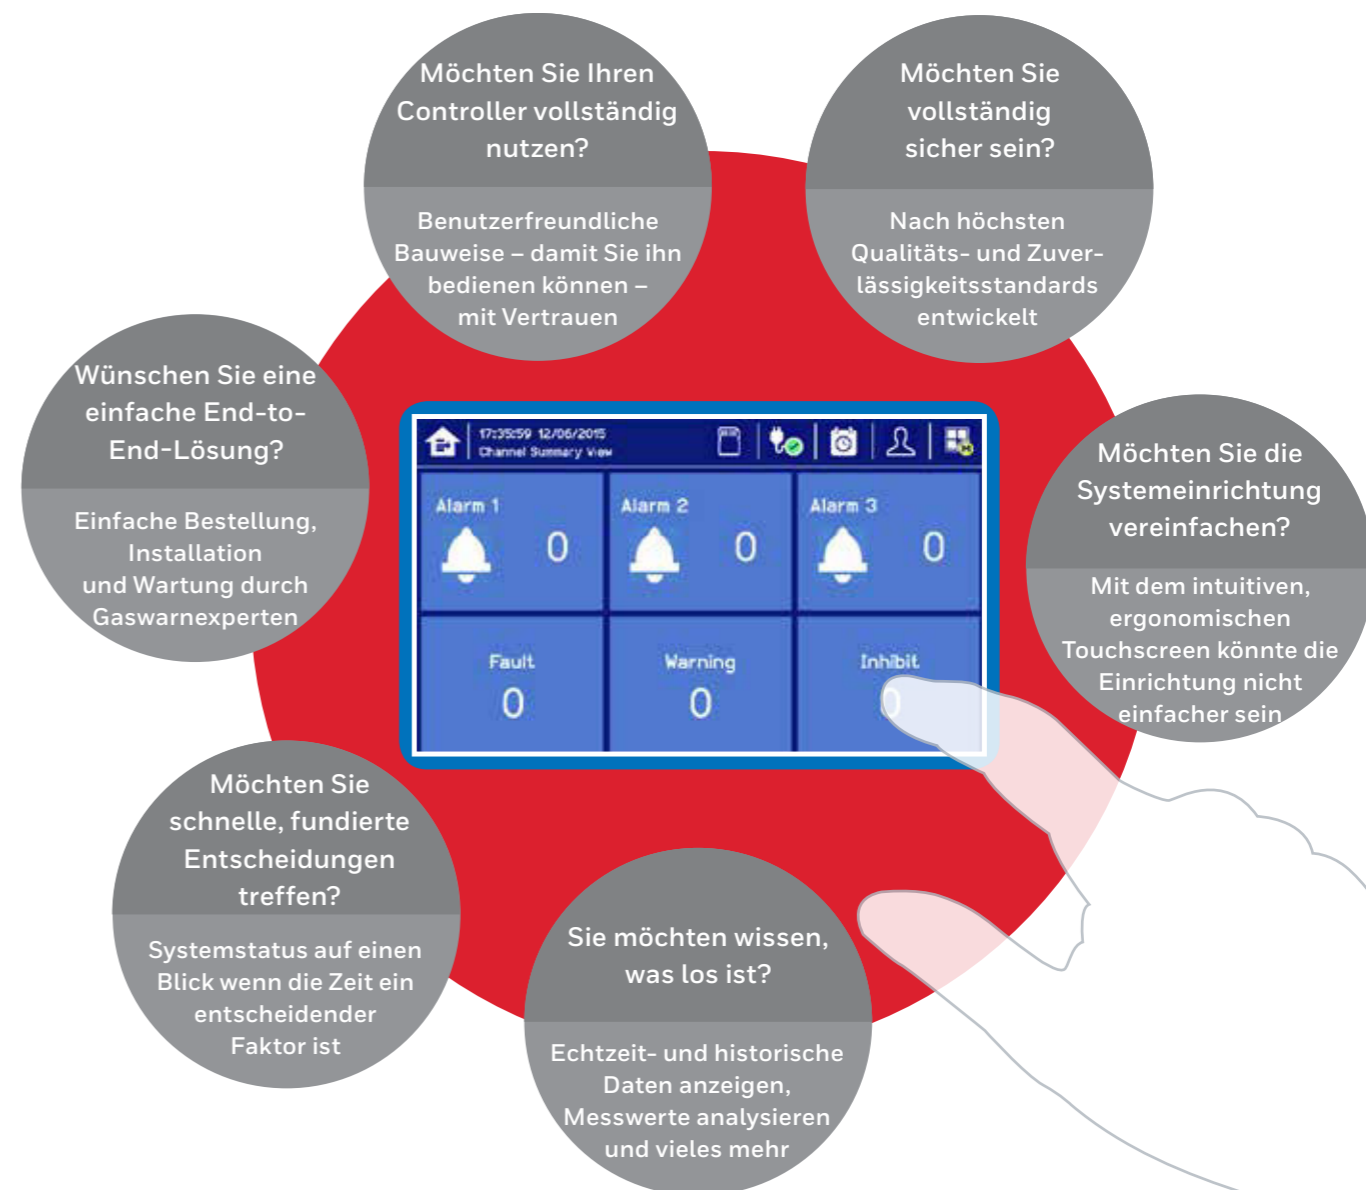 Möchten Sie Ihren
Controller vollständig
nutzen?
Benutzerfreundliche
Bauweise – damit Sie ihn
bedienen können –
mit Vertrauen
Möchten Sie
vollständig
sicher sein?
Nach höchsten
Qualitäts- und Zuver-
lässigkeitsstandards
entwickelt
Wünschen Sie eine
einfache End-to-
End-Lösung?
Einfache Bestellung,
Installation
und Wartung durch
Gaswarnexperten
17:35:59 12/06/2015
Channel Summary View
Alarm 1
0
Alarm 2
0
Alarm 3
0
Fault
0
Warning
0
Inhibit
0
Möchten Sie die
Systemeinrichtung
vereinfachen?
Mit dem intuitiven,
ergonomischen
Touchscreen könnte die
Einrichtung nicht
einfacher sein
Möchten Sie
schnelle, fundierte
Entscheidungen
treffen?
Systemstatus auf einen
Blick wenn die Zeit ein
entscheidender
Faktor ist
Sie möchten wissen,
was los ist?
Echtzeit- und historische
Daten anzeigen,
Messwerte analysieren
und vieles mehr